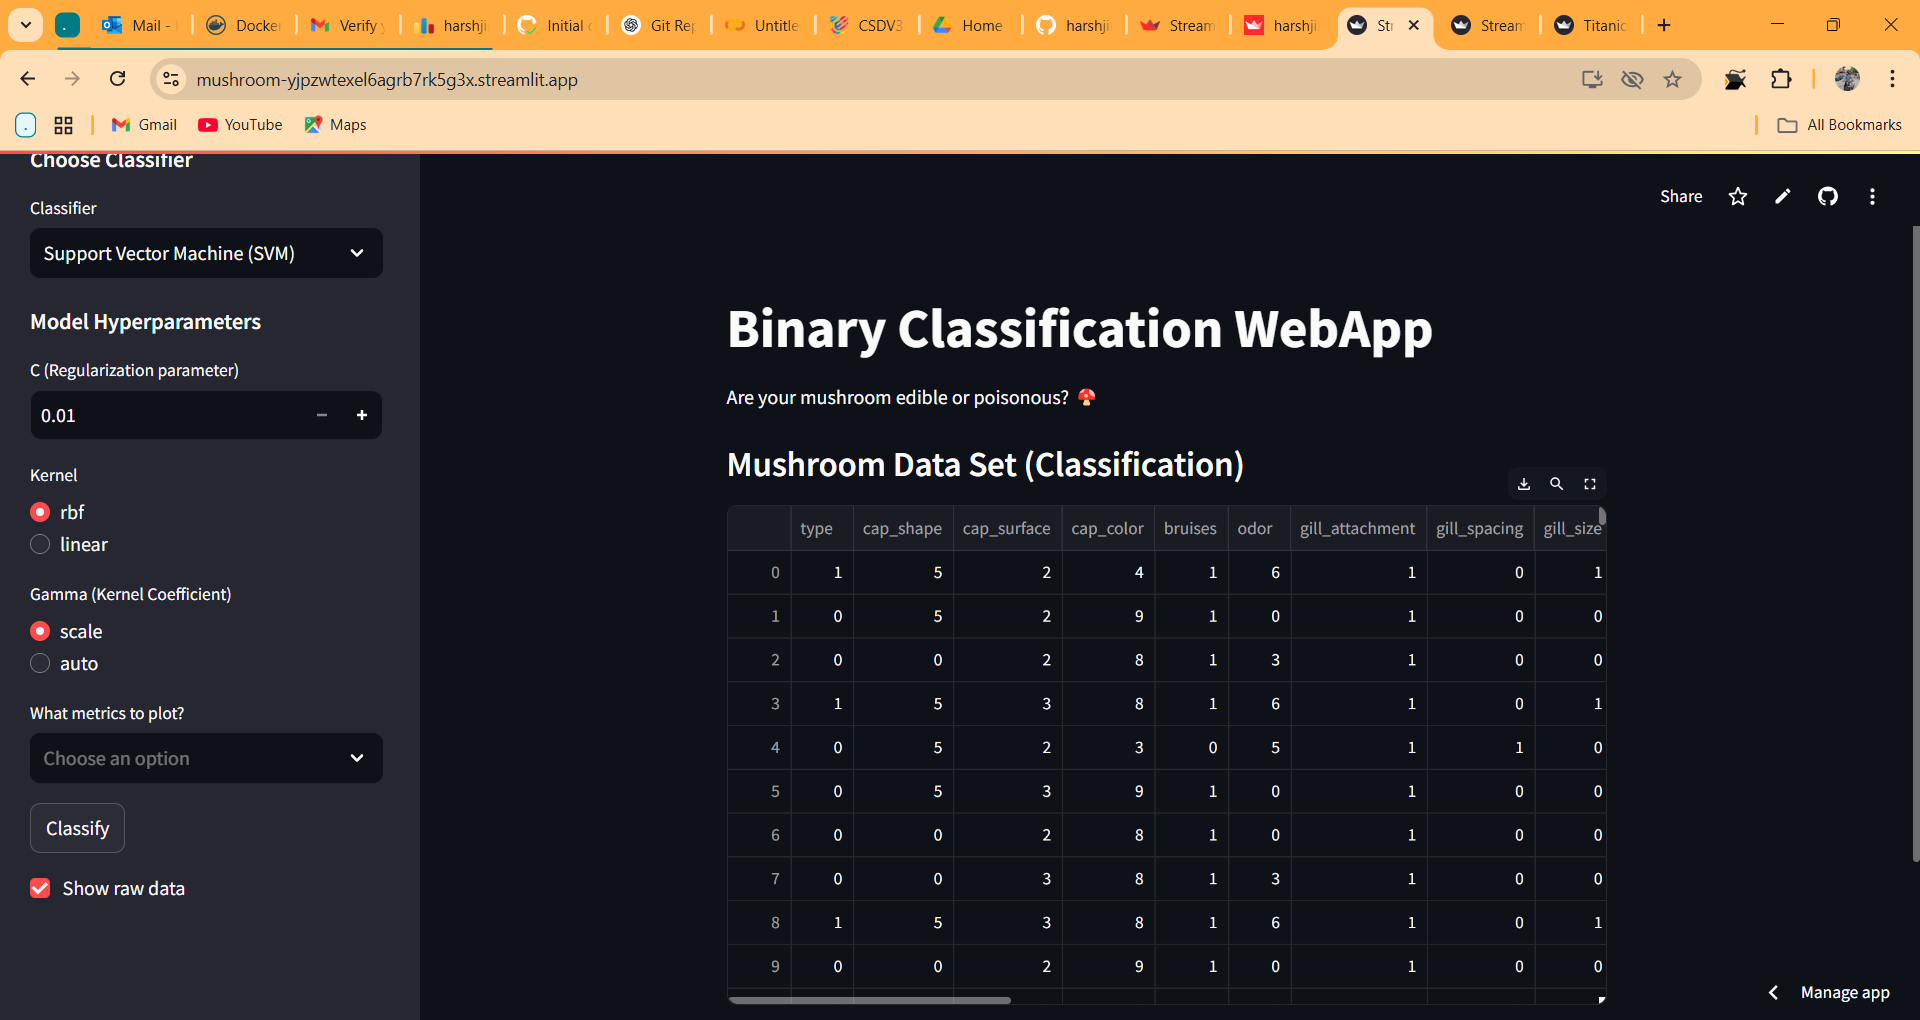 Mail -
Docker
Verify y
harshji
Initial c
Git Rep
Untitle
CSDV3
Home
harshji
Stream
harshji
Str
Stream
Titanic
mushroom-yjpzwtexel6agrb7rk5g3x.streamlit.app
Gmail
YouTube
Maps
All Bookmarks
Choose Classifier
Classifier
Support Vector Machine (SVM)
Model Hyperparameters
C (Regularization parameter)
0.01
Kernel
rbf
linear
Gamma (Kernel Coefficient)
scale
auto
What metrics to plot?
Choose an option
Classify
Show raw data
Share
Binary Classification WebApp
Are your mushroom edible or poisonous? 🍄
Mushroom Data Set (Classification)
type cap_shape cap_surface cap_color bruises odor gill_attachment gill_spacing gill_size
0 1 5 2 4 1 6 1 0 1
1 0 5 2 9 1 0 1 0 0
2 0 0 2 8 1 3 1 0 0
3 1 5 3 8 1 6 1 0 1
4 0 5 2 3 0 5 1 1 0
5 0 5 3 9 1 0 1 0 0
6 0 0 2 8 1 0 1 0 0
7 0 0 3 8 1 3 1 0 0
8 1 5 3 8 1 6 1 0 1
9 0 0 2 9 1 0 1 0 0
Manage app